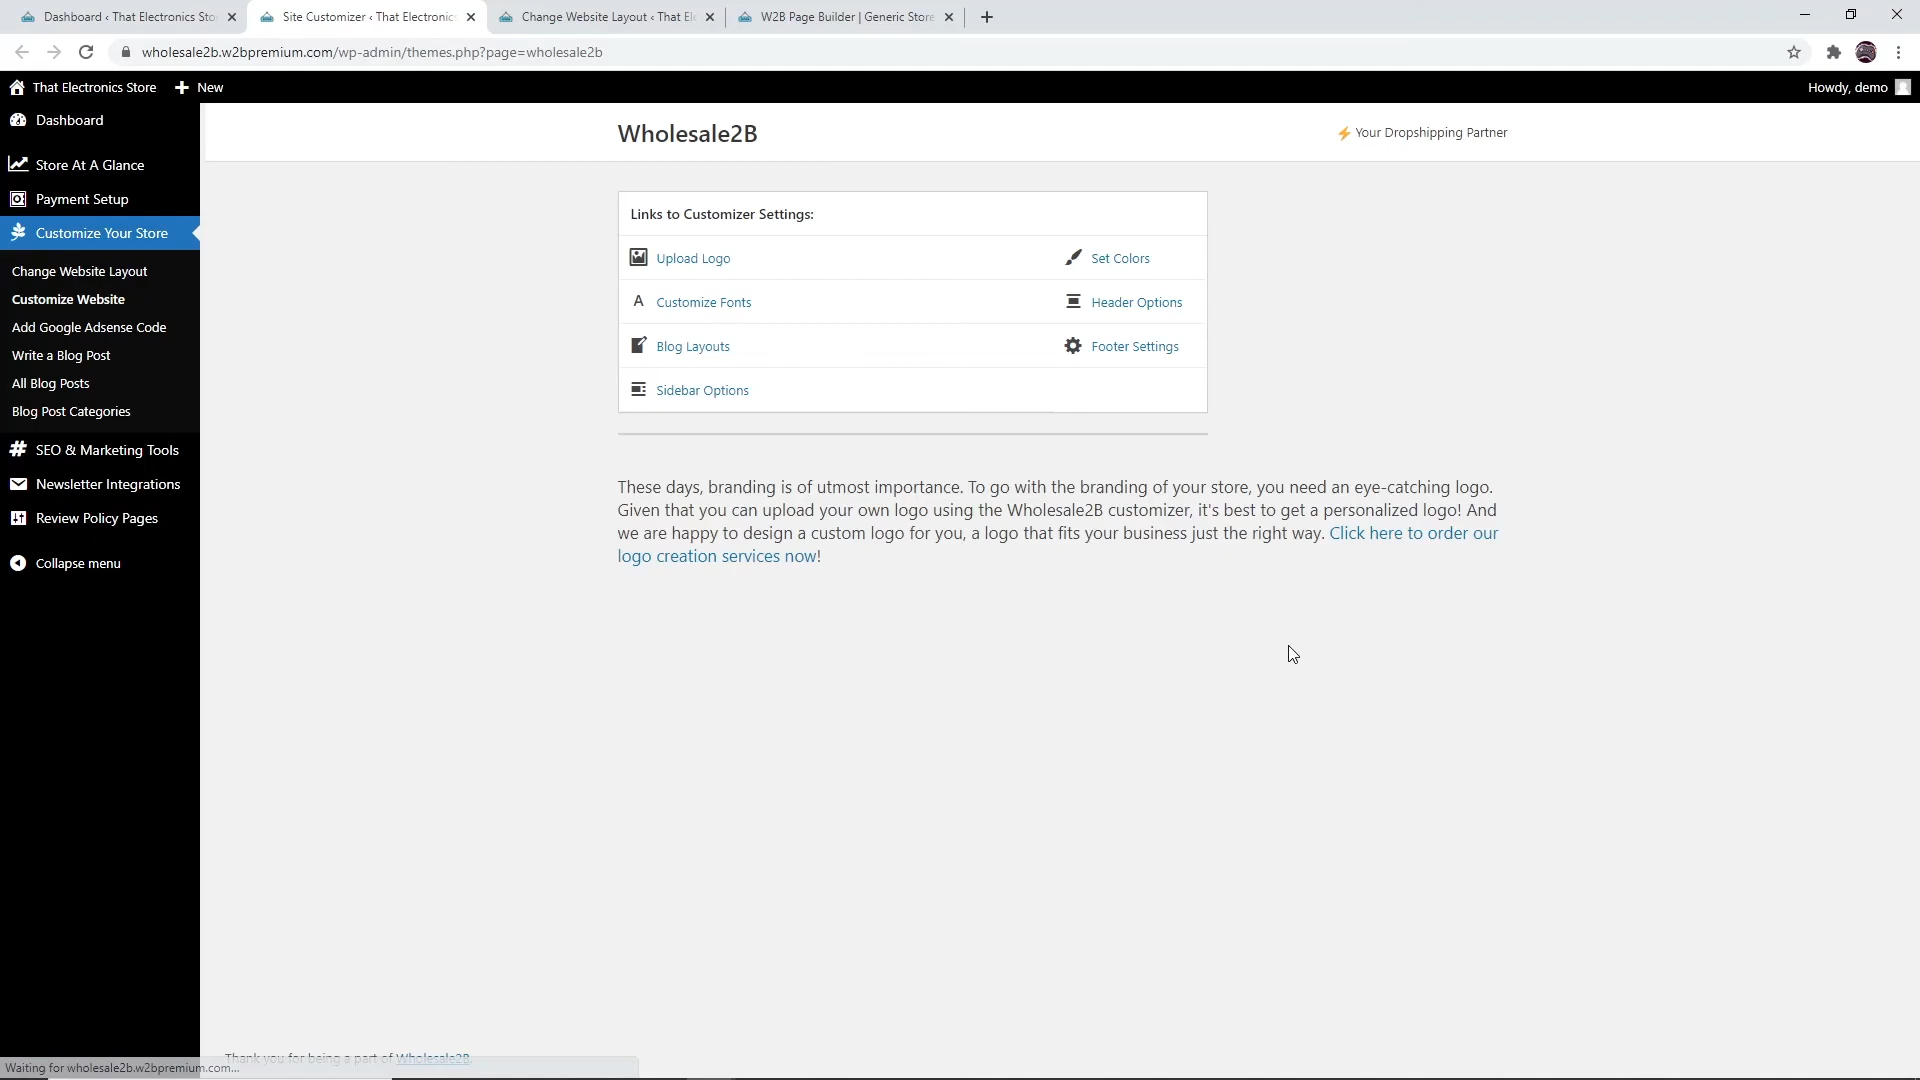 Dashboard ‹ That Electronics Sto
Site Customizer ‹ That Electronics
Change Website Layout ‹ That El
W2B Page Builder | Generic Store
wholesale2b.w2bpremium.com/wp-admin/themes.php?page=wholesale2b
That Electronics Store
New
Howdy, demo
Dashboard
Store At A Glance
Payment Setup
Customize Your Store
Change Website Layout
Customize Website
Add Google Adsense Code
Write a Blog Post
All Blog Posts
Blog Post Categories
SEO & Marketing Tools
Newsletter Integrations
Review Policy Pages
Collapse menu
Wholesale2B
⚡ Your Dropshipping Partner
Links to Customizer Settings:
Upload Logo
Set Colors
Customize Fonts
Header Options
Blog Layouts
Footer Settings
Sidebar Options
These days, branding is of utmost importance. To go with the branding of your store, you need an eye-catching logo.
Given that you can upload your own logo using the Wholesale2B customizer, it's best to get a personalized logo! And
we are happy to design a custom logo for you, a logo that fits your business just the right way. Click here to order our
logo creation services now!
Thank you for being a part of Wholesale2B.
Waiting for wholesale2b.w2bpremium.com...